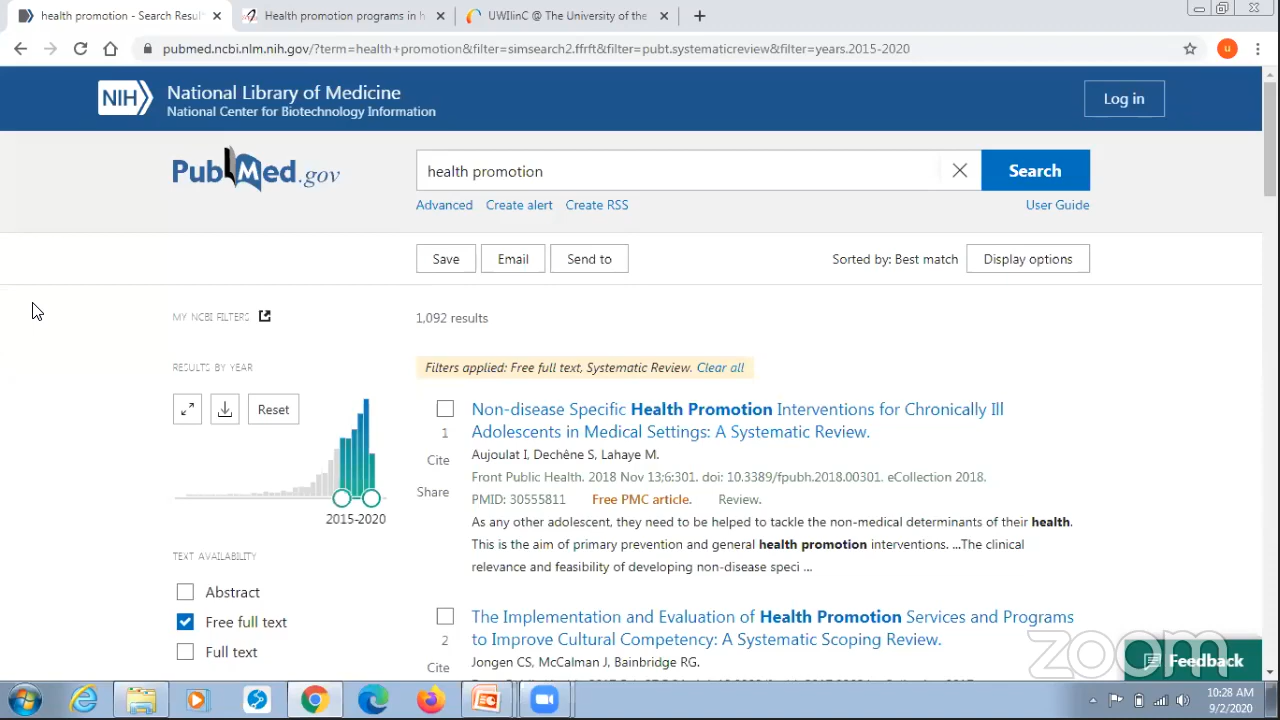 health promotion - Search Resul
Health promotion programs in h
UWIlinC @ The University of the
pubmed.ncbi.nlm.nih.gov/?term=health+promotion&filter=simsearch2.ffrft&filter=pubt.systematicreview&filter=years.2015-2020
u
NIH
National Library of Medicine
National Center for Biotechnology Information
Log in
PubMed.gov
health promotion
Search
Advanced Create alert Create RSS
User Guide
Save Email Send to
Sorted by: Best match Display options
MY NCBI FILTERS
1,092 results
RESULTS BY YEAR
Filters applied: Free full text, Systematic Review. Clear all
Reset
2015-2020
TEXT AVAILABILITY
Abstract
Free full text
Full text
1
Cite
Share
Non-disease Specific Health Promotion Interventions for Chronically Ill
Adolescents in Medical Settings: A Systematic Review.
Aujoulat I, Dechêne S, Lahaye M.
Front Public Health. 2018 Nov 13;6:301. doi: 10.3389/fpubh.2018.00301. eCollection 2018.
PMID: 30555811 Free PMC article. Review.
As any other adolescent, they need to be helped to tackle the non-medical determinants of their health.
This is the aim of primary prevention and general health promotion interventions. ...The clinical
relevance and feasibility of developing non-disease speci ...
2
Cite
The Implementation and Evaluation of Health Promotion Services and Programs
to Improve Cultural Competency: A Systematic Scoping Review.
Jongen CS, McCalman J, Bainbridge RG.
zoom
Feedback
10:28 AM
9/2/2020